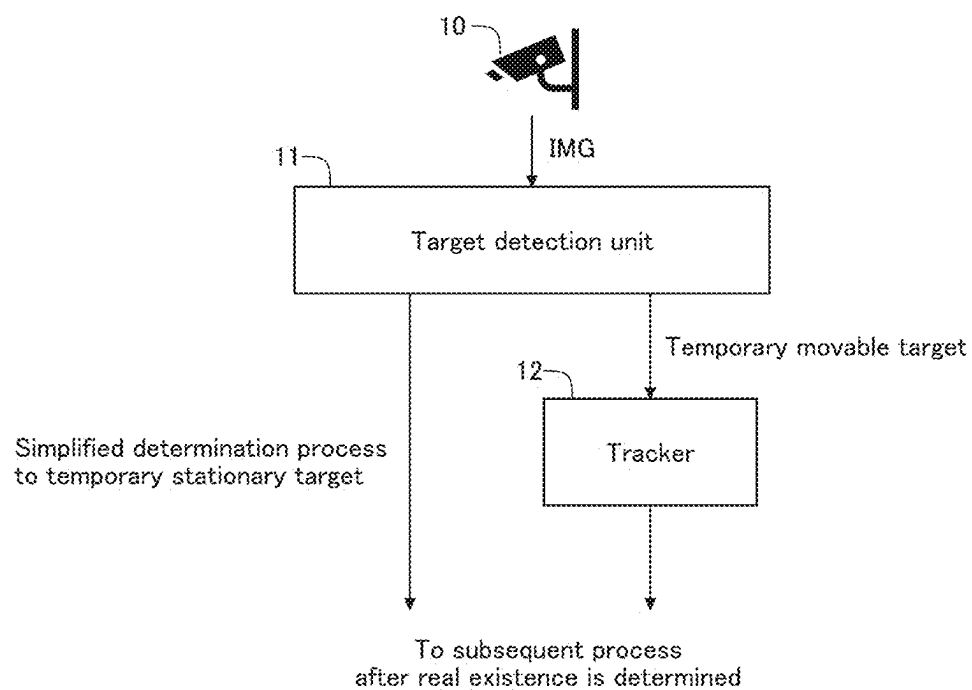 10
IMG
11
Target detection unit
Temporary movable target
12
Tracker
Simplified determination process
to temporary stationary target
To subsequent process
after real existence is determined